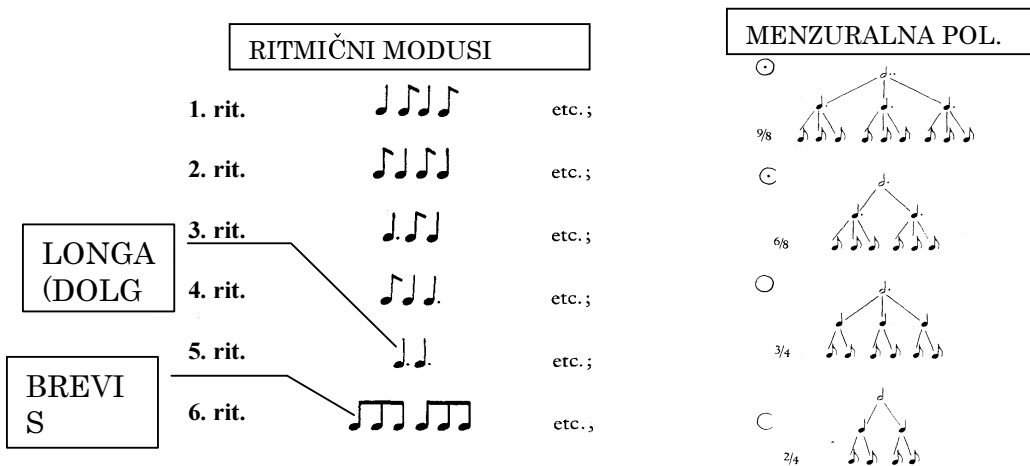 RITMIČNI MODUSI
1. rit.
etc.;
2. rit.
etc.;
3. rit.
etc.;
4. rit.
etc.;
5. rit.
etc.;
6. rit.
etc.,
LONGA
(DOLG
BREVI
S
MENZURALNA POL.
9/8
6/8
3/4
2/4